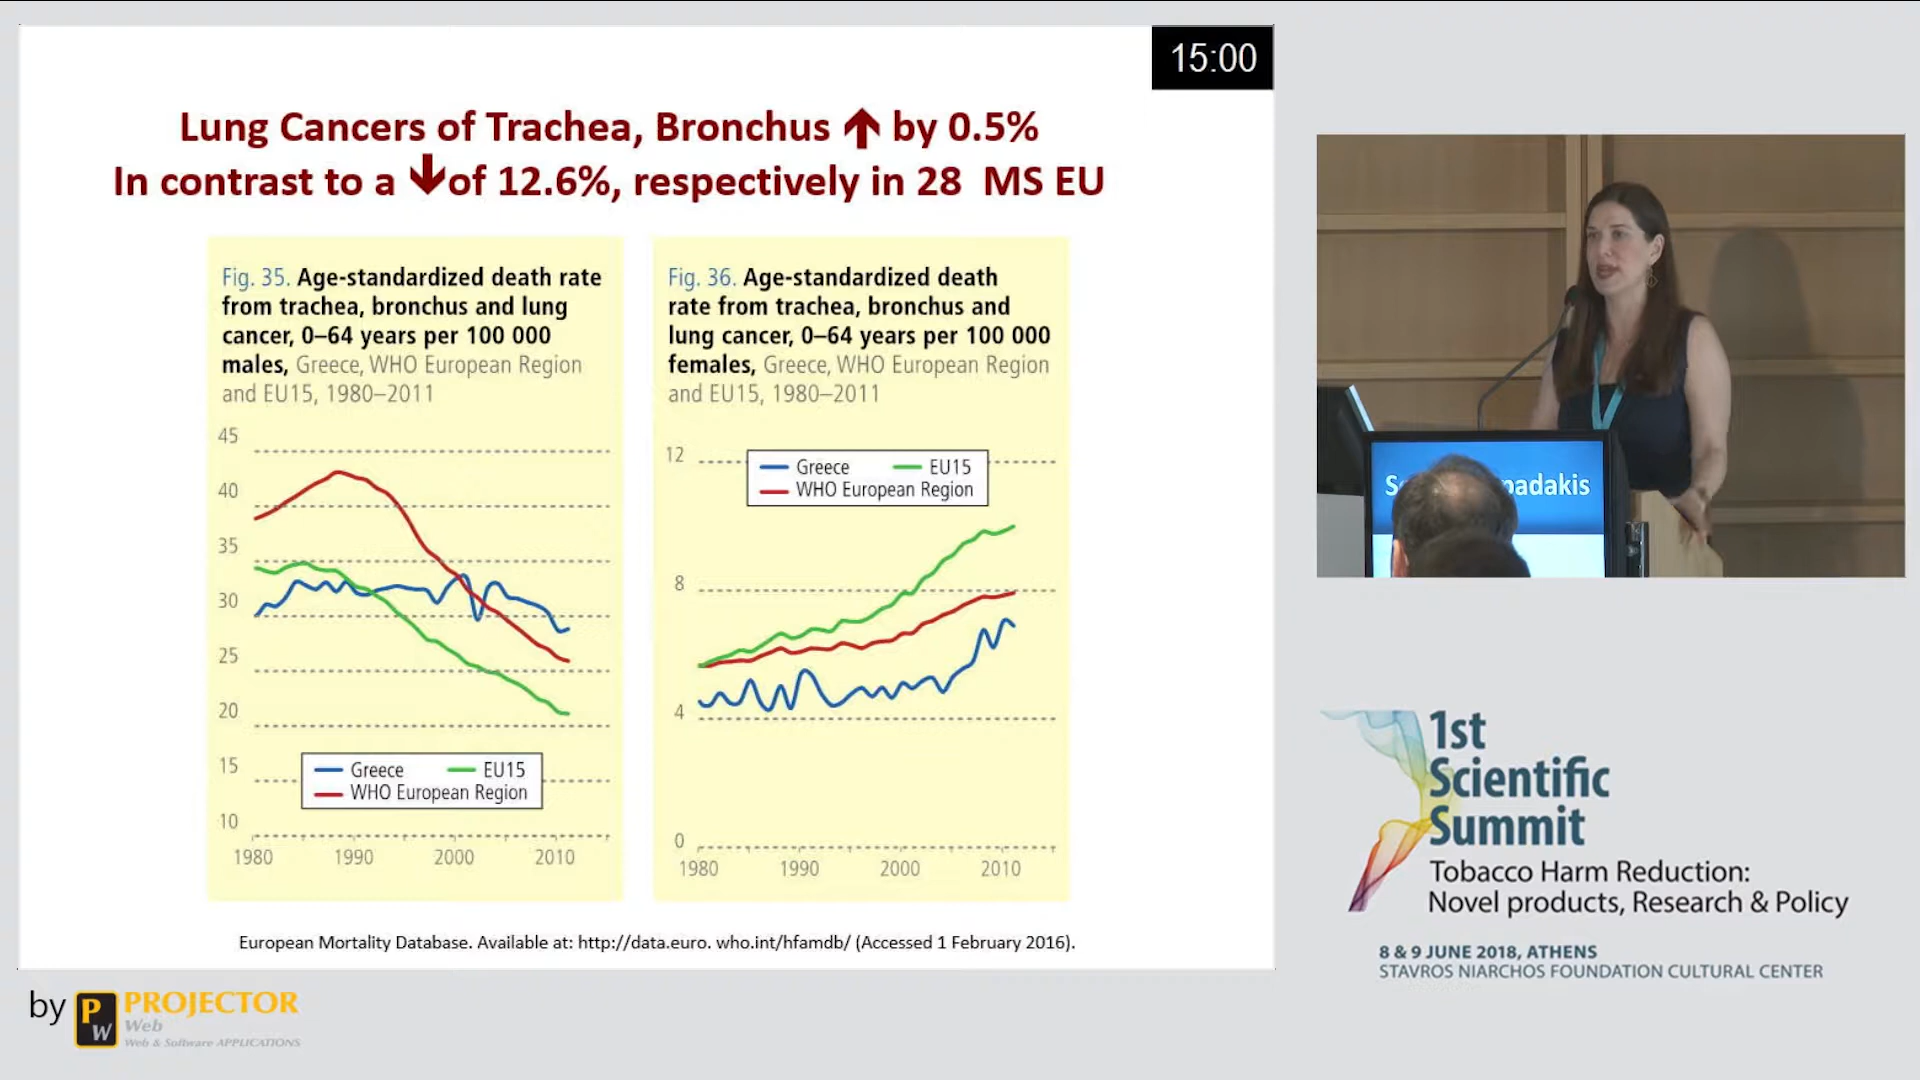 15:00
Lung Cancers of Trachea, Bronchus ↑ by 0.5%
In contrast to a ↓ of 12.6%, respectively in 28 MS EU
Fig. 35. Age-standardized death rate
from trachea, bronchus and lung
cancer, 0–64 years per 100 000
males, Greece, WHO European Region
and EU15, 1980–2011
45
40
35
30
25
20
15
10
Greece EU15
WHO European Region
1980 1990 2000 2010
Fig. 36. Age-standardized death
rate from trachea, bronchus and
lung cancer, 0–64 years per 100 000
females, Greece, WHO European Region
and EU15, 1980–2011
12
Greece EU15
WHO European Region
8
4
0
1980 1990 2000 2010
European Mortality Database. Available at: http://data.euro. who.int/hfamdb/ (Accessed 1 February 2016).
by PW PROJECTOR
Web
Web & Software APPLICATIONS
1st
Scientific
Summit
Tobacco Harm Reduction:
Novel products, Research & Policy
8 & 9 JUNE 2018, ATHENS
STAVROS NIARCHOS FOUNDATION CULTURAL CENTER